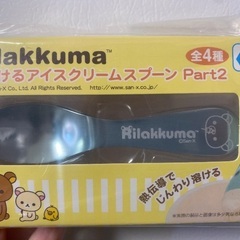 Rilakkuma™
全4種
けるアイスクリームスプーン Part2
-X Co., Ltd. All Rights Reserved. http://www.san-x.co.jp/
Rilakkuma
熱伝導で
じんわり溶ける